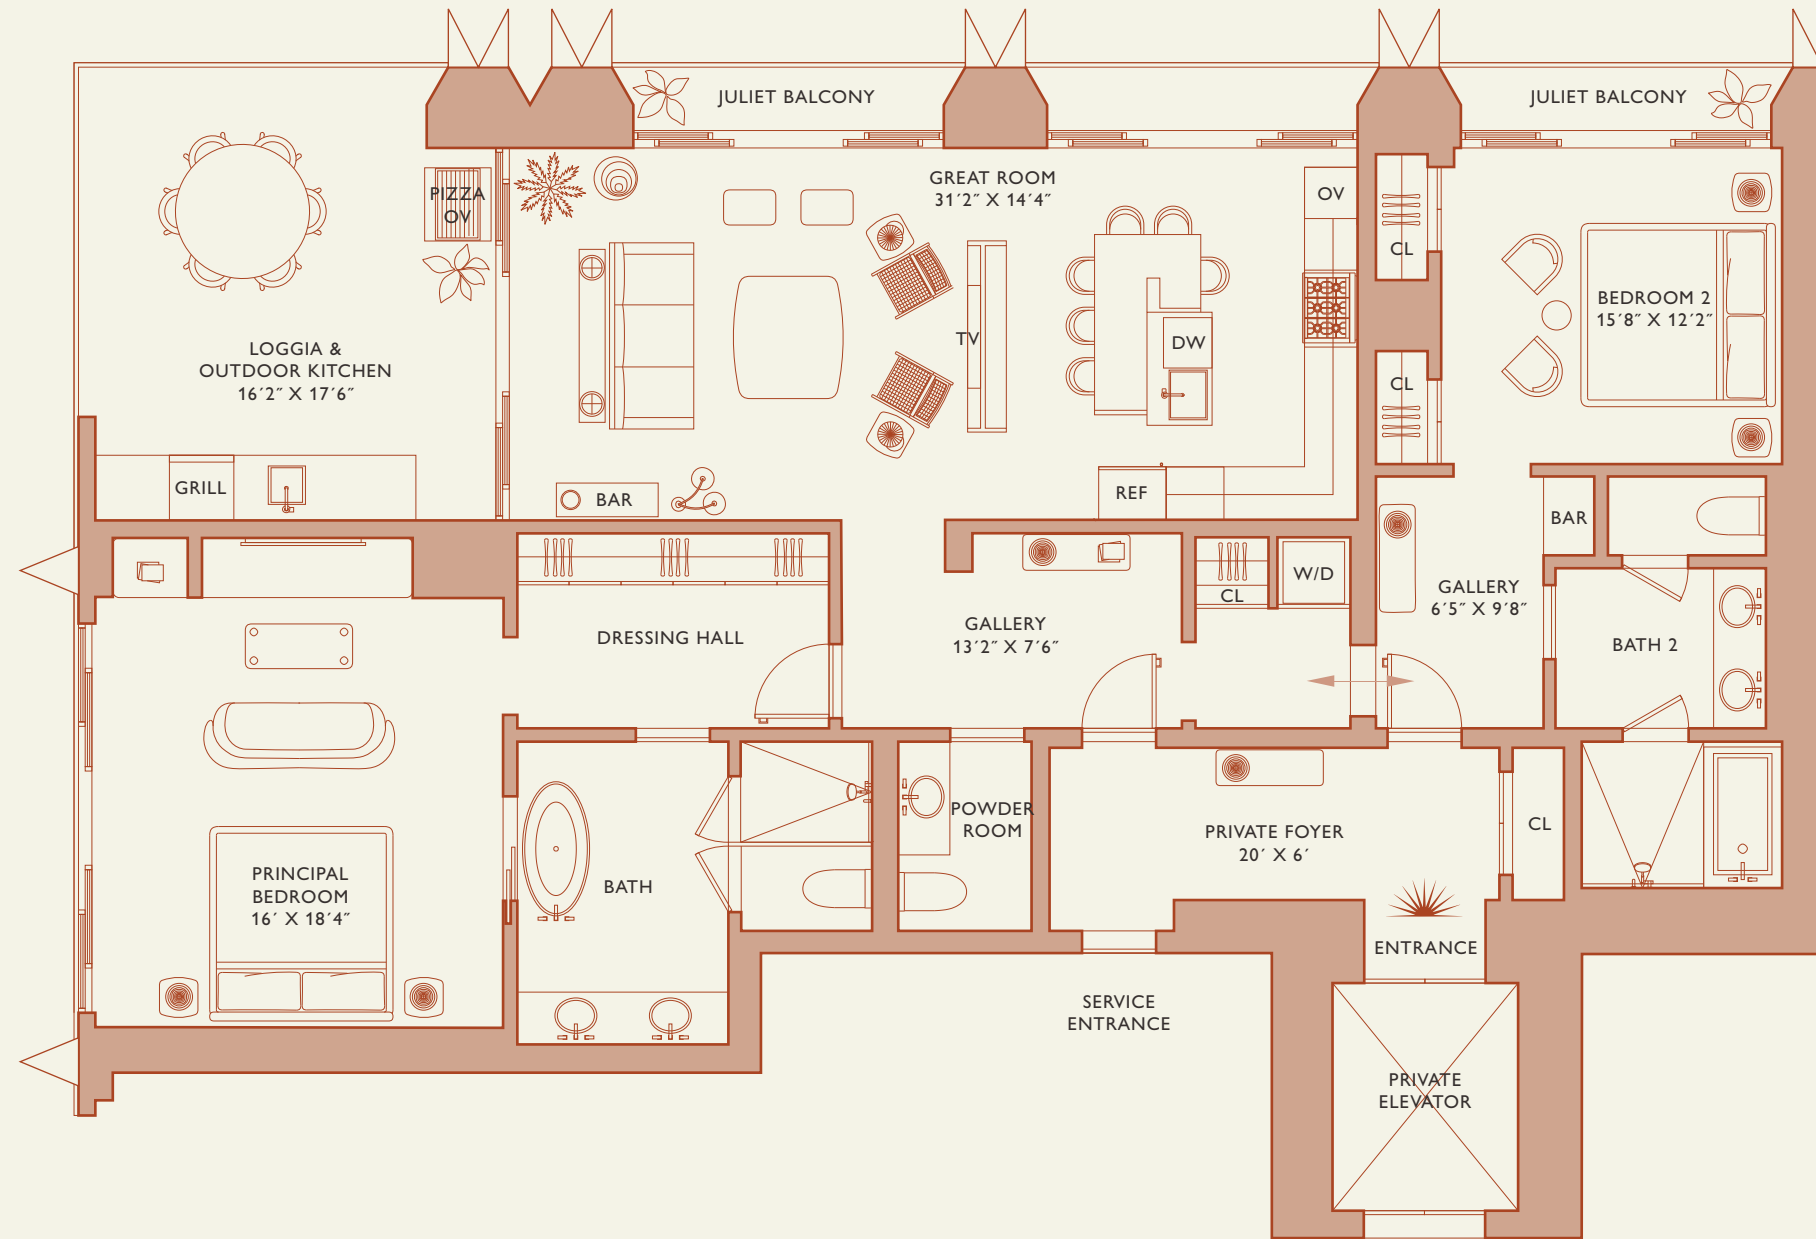 JULIET BALCONY
JULIET BALCONY
GREAT ROOM
31´2˝ X 14´4˝
PIZZA
OV
OV
CL
BEDROOM 2
15´8˝ X 12´2˝
LOGGIA &
OUTDOOR KITCHEN
16´2˝ X 17´6˝
TV
DW
CL
GRILL
BAR
REF
BAR
W/D
CL
GALLERY
6´5˝ X 9´8˝
DRESSING HALL
GALLERY
13´2˝ X 7´6˝
BATH 2
POWDER
ROOM
PRIVATE FOYER
20´ X 6´
CL
PRINCIPAL
BEDROOM
16´ X 18´4˝
BATH
ENTRANCE
SERVICE
ENTRANCE
PRIVATE
ELEVATOR